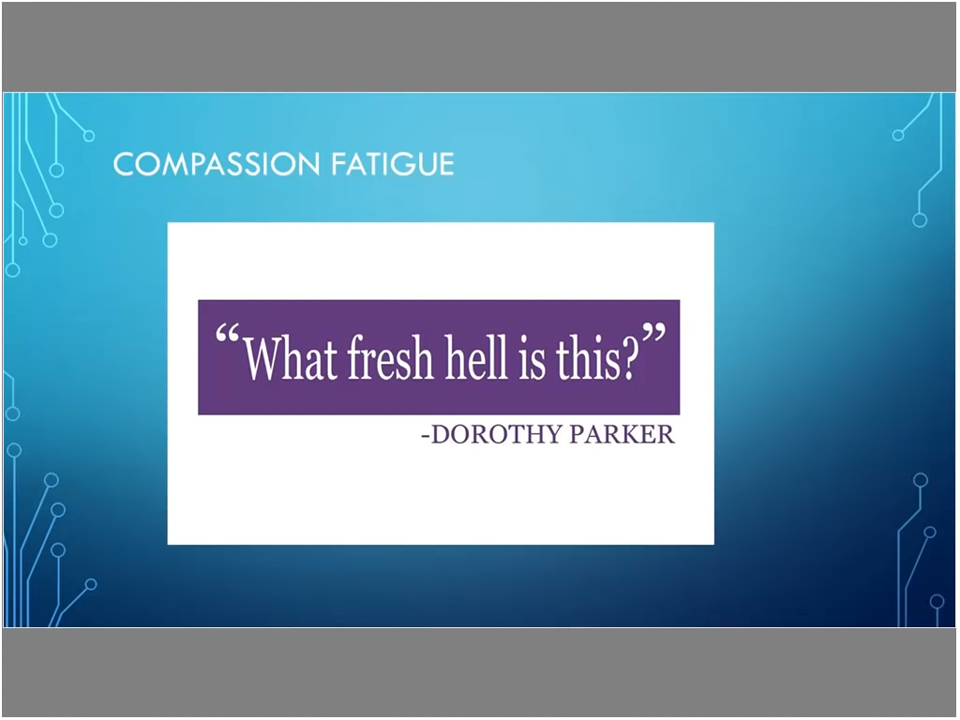 COMPASSION FATIGUE
“What fresh hell is this?”
-DOROTHY PARKER